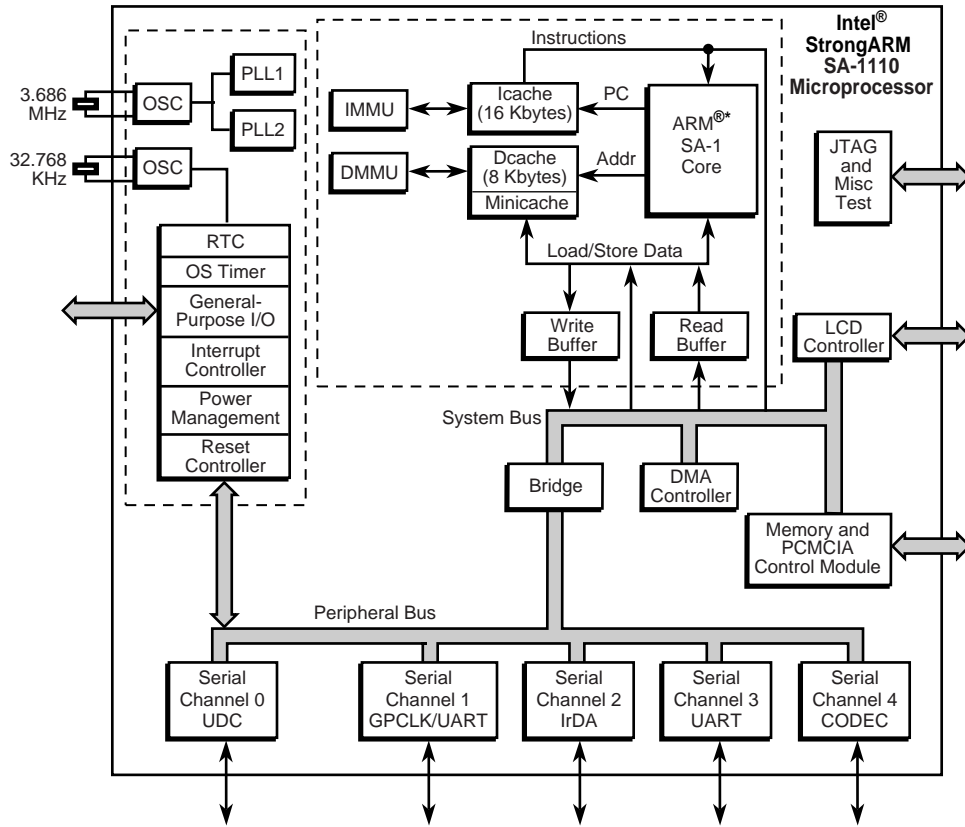 Intel®
StrongARM
SA-1110
Microprocessor
Instructions
3.686
MHz
OSC
PLL1
PLL2
32.768
KHz
OSC
IMMU
Icache
(16 Kbytes)
PC
ARM®*
SA-1
Core
DMMU
Dcache
(8 Kbytes)
Minicache
Addr
JTAG
and
Misc
Test
Load/Store Data
RTC
OS Timer
General-
Purpose I/O
Interrupt
Controller
Power
Management
Reset
Controller
Write
Buffer
Read
Buffer
LCD
Controller
System Bus
Bridge
DMA
Controller
Memory and
PCMCIA
Control Module
Peripheral Bus
Serial
Channel 0
UDC
Serial
Channel 1
GPCLK/UART
Serial
Channel 2
IrDA
Serial
Channel 3
UART
Serial
Channel 4
CODEC